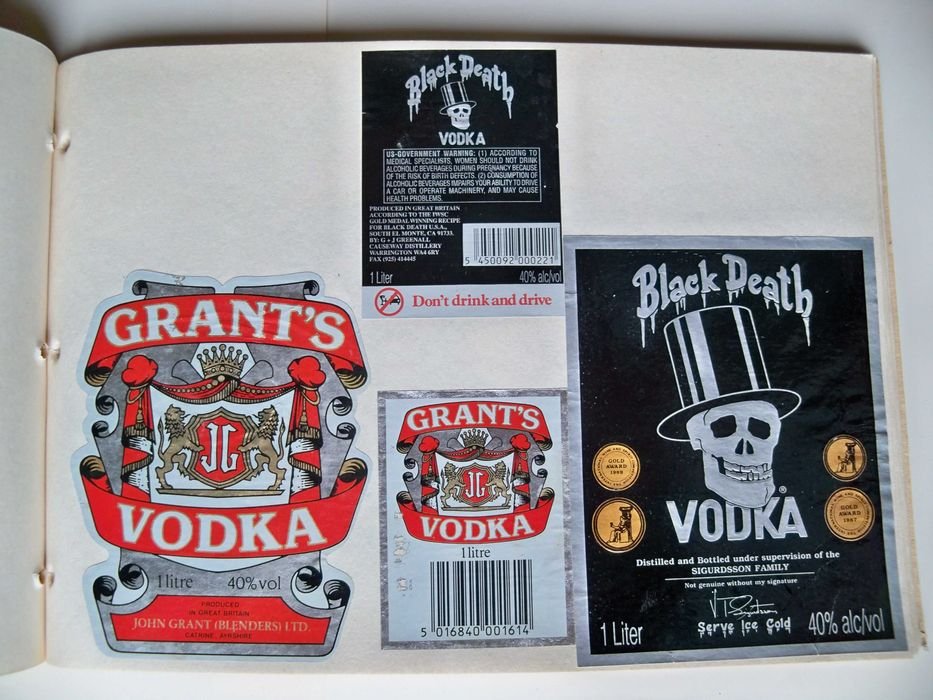 Black Death
VODKA
US-GOVERNMENT WARNING: (1) ACCORDING TO
MEDICAL SPECIALISTS, WOMEN SHOULD NOT DRINK
ALCOHOLIC BEVERAGES DURING PREGNANCY BECAUSE
OF THE RISK OF BIRTH DEFECTS. (2) CONSUMPTION OF
ALCOHOLIC BEVERAGES IMPAIRS YOUR ABILITY TO DRIVE
A CAR OR OPERATE MACHINERY, AND MAY CAUSE
HEALTH PROBLEMS.
PRODUCED IN GREAT BRITAIN
ACCORDING TO THE IWSC
GOLD MEDAL WINNING RECIPE
FOR BLACK DEATH U.S.A.,
SOUTH EL MONTE, CA 91733.
BY: G + J GREENALL
CAUSEWAY DISTILLERY
WARRINGTON WA4 6RY
FAX (925) 414445
5 450092 000221
1 Liter 40% alc/vol
Don't drink and drive
GRANT'S
JG
VODKA
1 litre 40% vol
PRODUCED
IN GREAT BRITAIN
JOHN GRANT (BLENDERS) LTD.
CATRINE, AYRSHIRE
GRANT'S
JG
VODKA
1 litre
5 016840 001614
Black Death
GOLD
AWARD
1988
GOLD
AWARD
1987
VODKA®
Distilled and Bottled under supervision of the
SIGURDSSON FAMILY
Not genuine without my signature
Serve Ice Cold
1 Liter 40% alc/vol